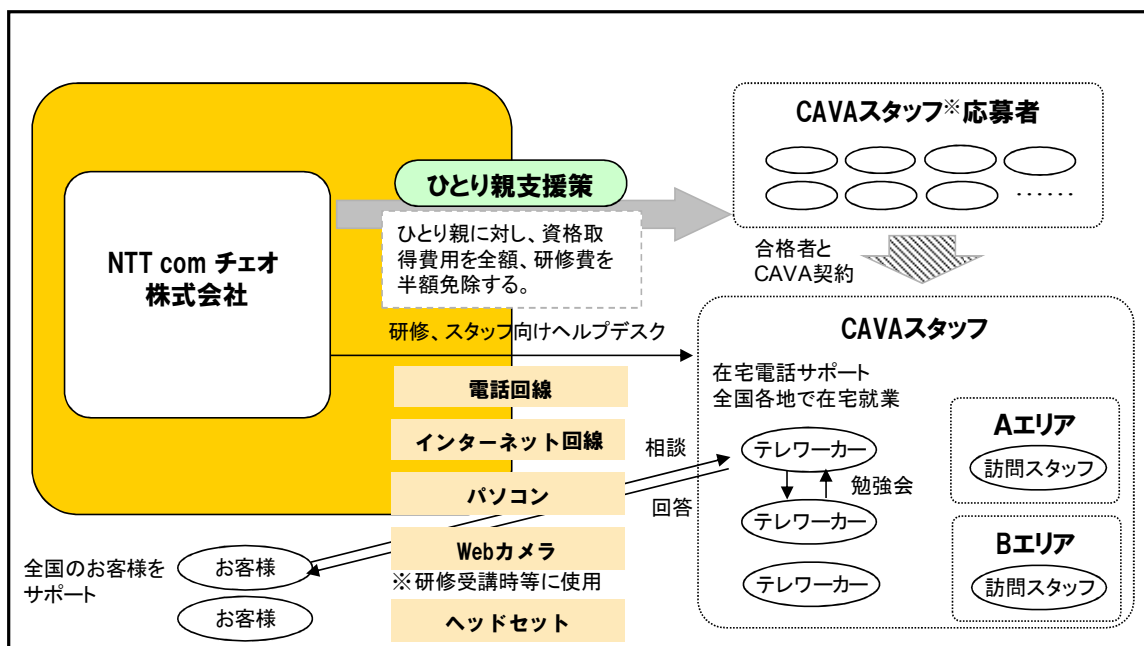 CAVAスタッフ※応募者
ひとり親支援策
‥‥‥
ひとり親に対し、資格取
得費用を全額、研修費を
半額免除する。
NTT com チェオ
株式会社
合格者と
CAVA契約
研修、スタッフ向けヘルプデスク
CAVAスタッフ
在宅電話サポート
全国各地で在宅就業
電話回線
インターネット回線
パソコン
Webカメラ
※研修受講時等に使用
ヘッドセット
相談
回答
テレワーカー
勉強会
テレワーカー
テレワーカー
Aエリア
訪問スタッフ
Bエリア
訪問スタッフ
全国のお客様を
サポート
お客様
お客様